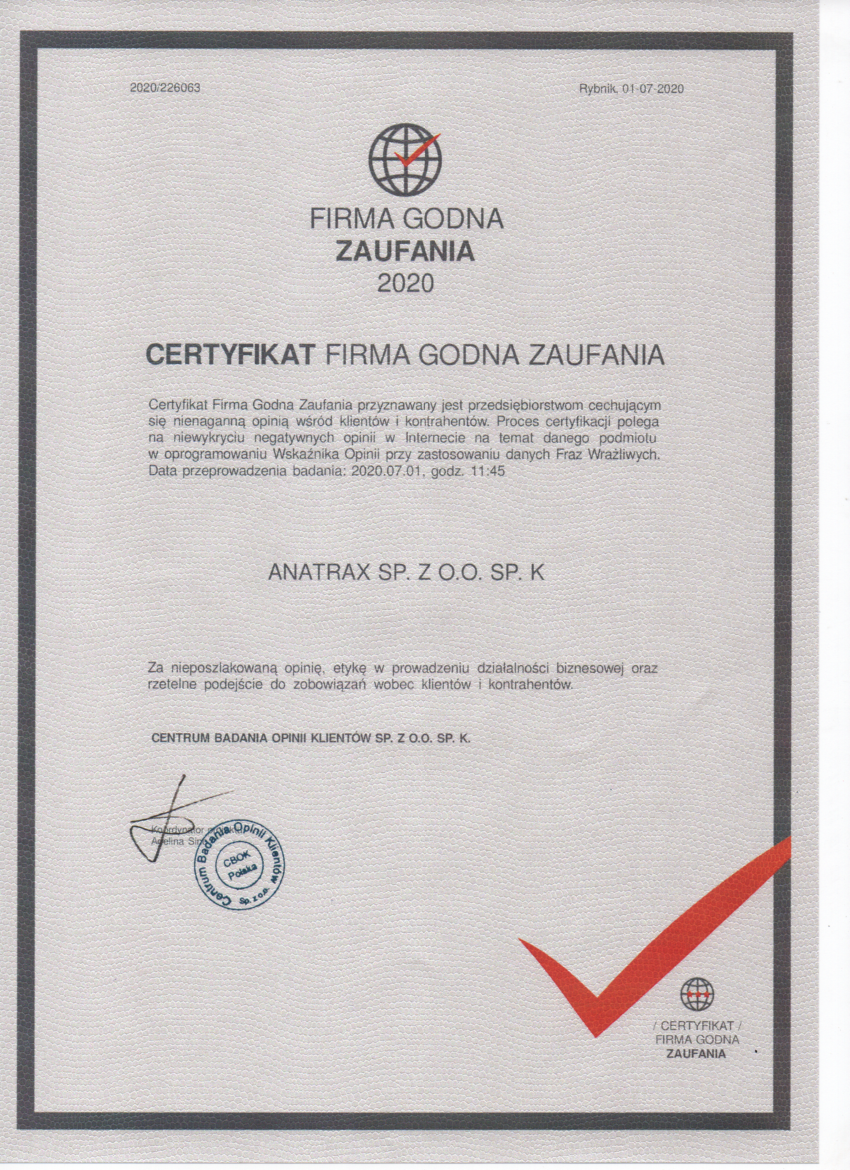 2020/226063
Rybnik, 01-07-2020
FIRMA GODNA
ZAUFANIA
2020
CERTYFIKAT FIRMA GODNA ZAUFANIA
Certyfikat Firma Godna Zaufania przyznawany jest przedsiębiorstwom cechującym
się nienaganną opinią wśród klientów i kontrahentów. Proces certyfikacji polega
na niewykryciu negatywnych opinii w Internecie na temat danego podmiotu
w oprogramowaniu Wskaźnika Opinii przy zastosowaniu danych Fraz Wrażliwych.
Data przeprowadzenia badania: 2020.07.01, godz. 11:45
ANATRAX SP. Z O.O. SP. K
Za nieposzlakowaną opinię, etykę w prowadzeniu działalności biznesowej oraz
rzetelne podejście do zobowiązań wobec klientów i kontrahentów.
CENTRUM BADANIA OPINII KLIENTÓW SP. Z O.O. SP. K.
Koordynator
Adelina
Centrum Badania Opinii Klientów
Sp. z o.o.
CBOK
Polska
/ CERTYFIKAT /
FIRMA GODNA
ZAUFANIA